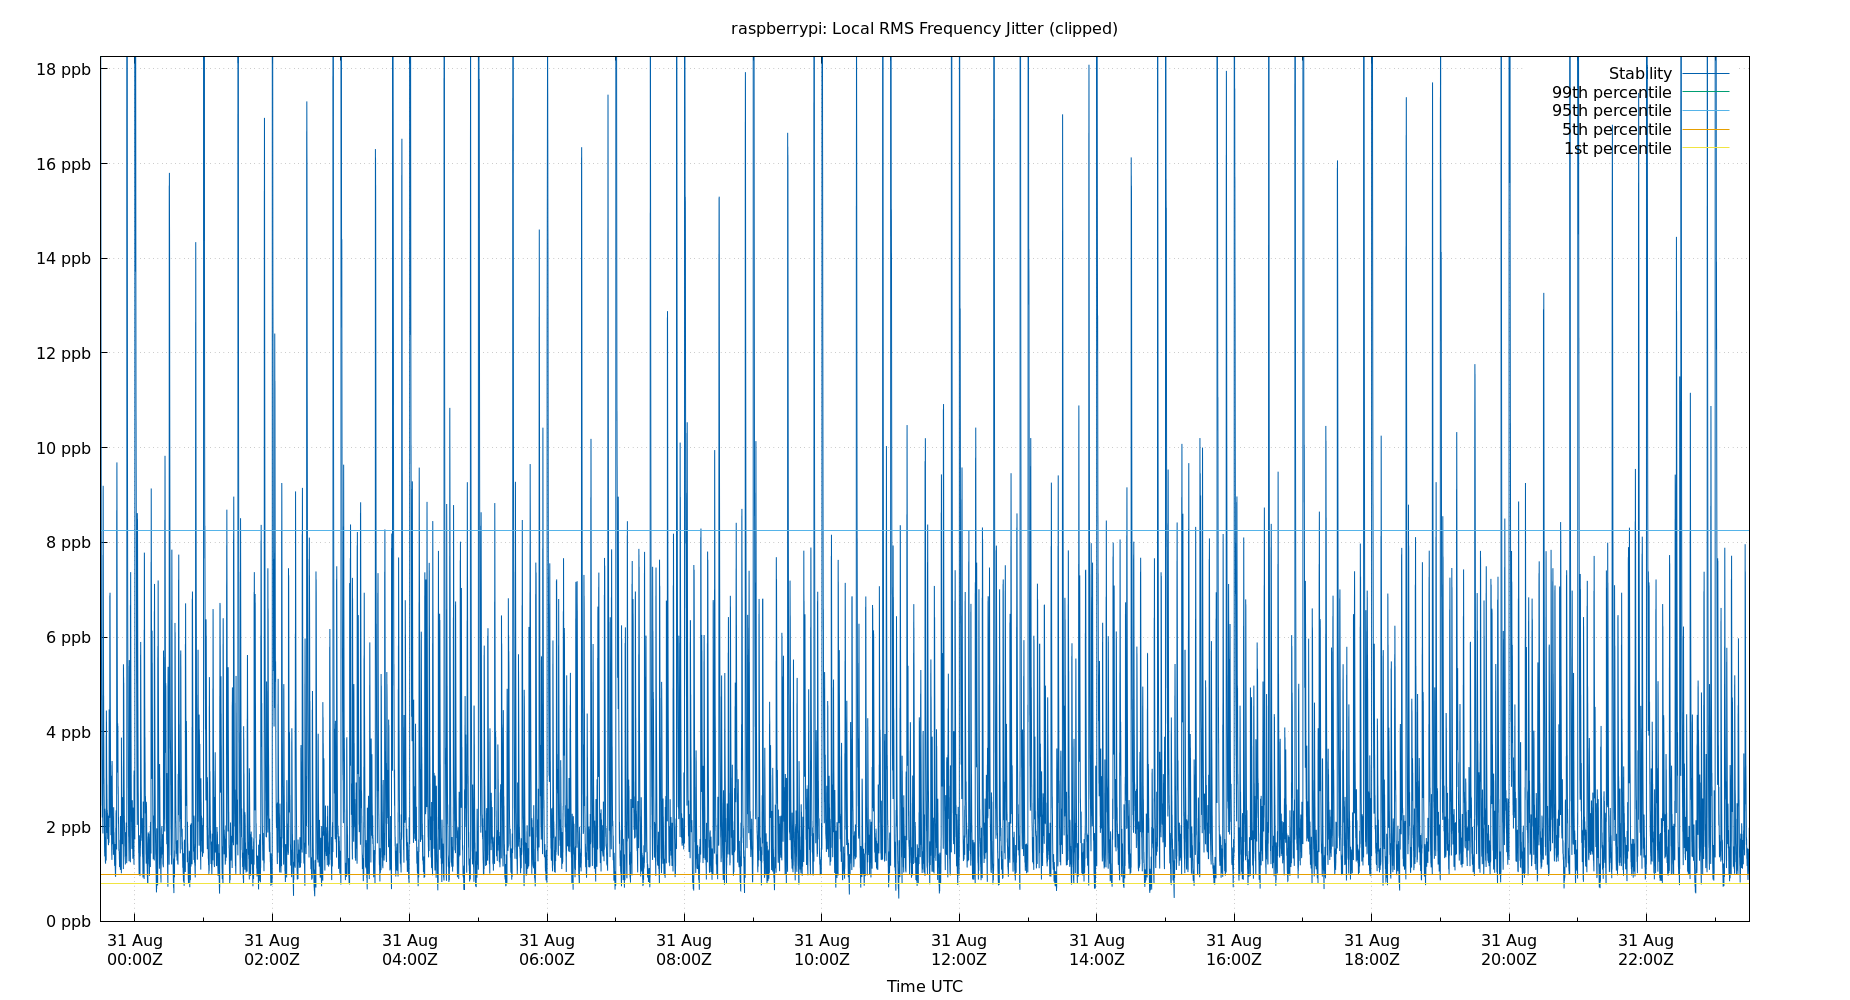 raspberrypi: Local RMS Frequency Jitter (clipped)
18 ppb
16 ppb
14 ppb
12 ppb
10 ppb
8 ppb
6 ppb
4 ppb
2 ppb
0 ppb
Stability
99th percentile
95th percentile
5th percentile
1st percentile
31 Aug 31 Aug 31 Aug 31 Aug 31 Aug 31 Aug 31 Aug 31 Aug 31 Aug 31 Aug 31 Aug 31 Aug
00:00Z 02:00Z 04:00Z 06:00Z 08:00Z 10:00Z 12:00Z 14:00Z 16:00Z 18:00Z 20:00Z 22:00Z
Time UTC